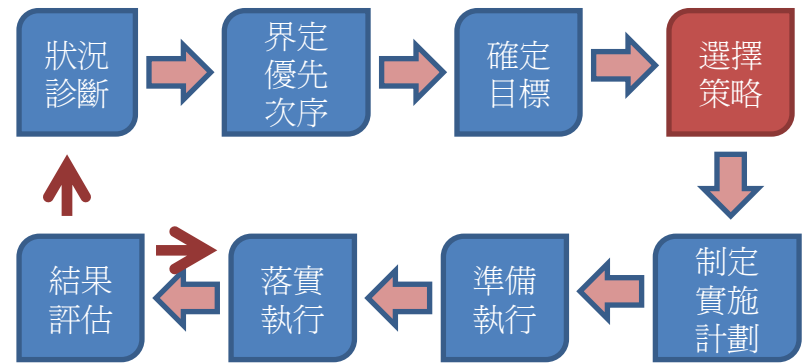 狀況
診斷
界定
優先
次序
確定
目標
選擇
策略
制定
實施
計劃
準備
執行
落實
執行
結果
評估